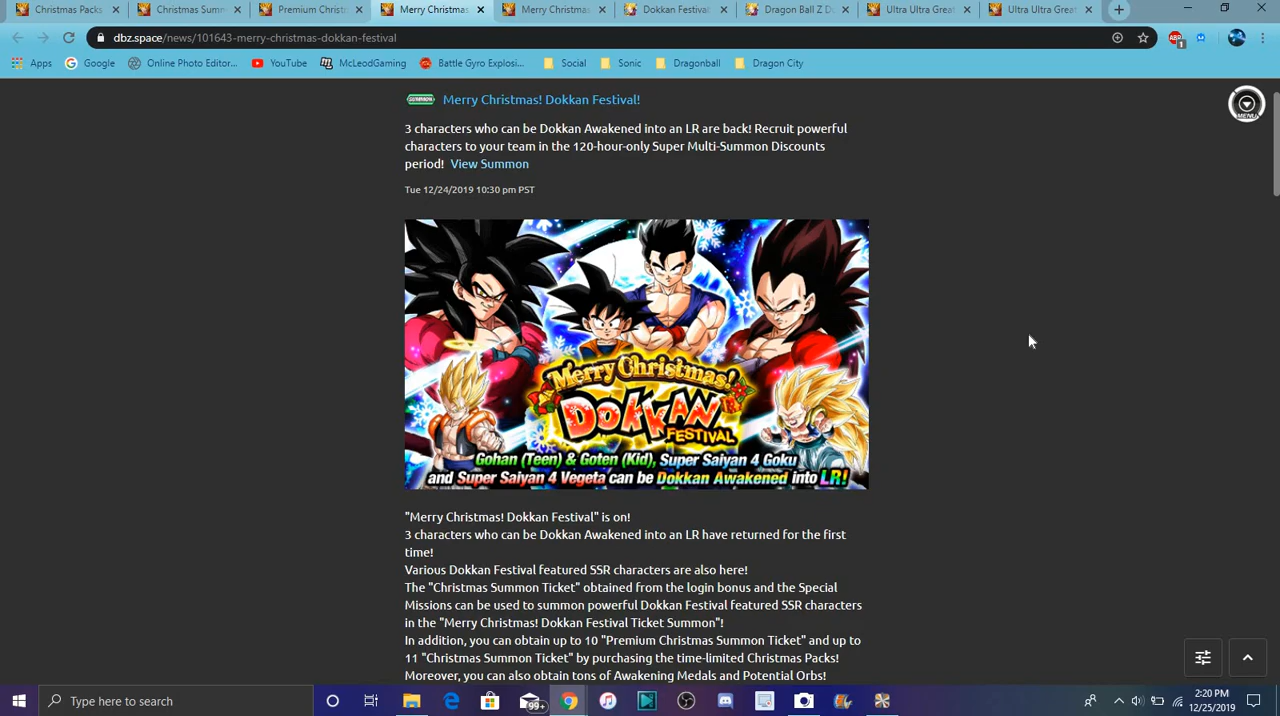 Christmas Packs
Christmas Summ
Premium Christm
Merry Christmas
Merry Christmas
Dokkan Festival
Dragon Ball Z Do
Ultra Ultra Great
Ultra Ultra Great
dbz.space/news/101643-merry-christmas-dokkan-festival
ABP
1
Apps
Google
Online Photo Editor...
YouTube
McLeodGaming
Battle Gyro Explosi...
Social
Sonic
Dragonball
Dragon City
SUMMON
Merry Christmas! Dokkan Festival!
MENU
3 characters who can be Dokkan Awakened into an LR are back! Recruit powerful
characters to your team in the 120-hour-only Super Multi-Summon Discounts
period! View Summon
Tue 12/24/2019 10:30 pm PST
Merry Christmas!
DOKKAN
FESTIVAL
Gohan (Teen) & Goten (Kid), Super Saiyan 4 Goku
and Super Saiyan 4 Vegeta can be Dokkan Awakened into LR!
"Merry Christmas! Dokkan Festival" is on!
3 characters who can be Dokkan Awakened into an LR have returned for the first
time!
Various Dokkan Festival featured SSR characters are also here!
The "Christmas Summon Ticket" obtained from the login bonus and the Special
Missions can be used to summon powerful Dokkan Festival featured SSR characters
in the "Merry Christmas! Dokkan Festival Ticket Summon"!
In addition, you can obtain up to 10 "Premium Christmas Summon Ticket" and up to
11 "Christmas Summon Ticket" by purchasing the time-limited Christmas Packs!
Moreover, you can also obtain tons of Awakening Medals and Potential Orbs!
Type here to search
99+
2:20 PM
12/25/2019